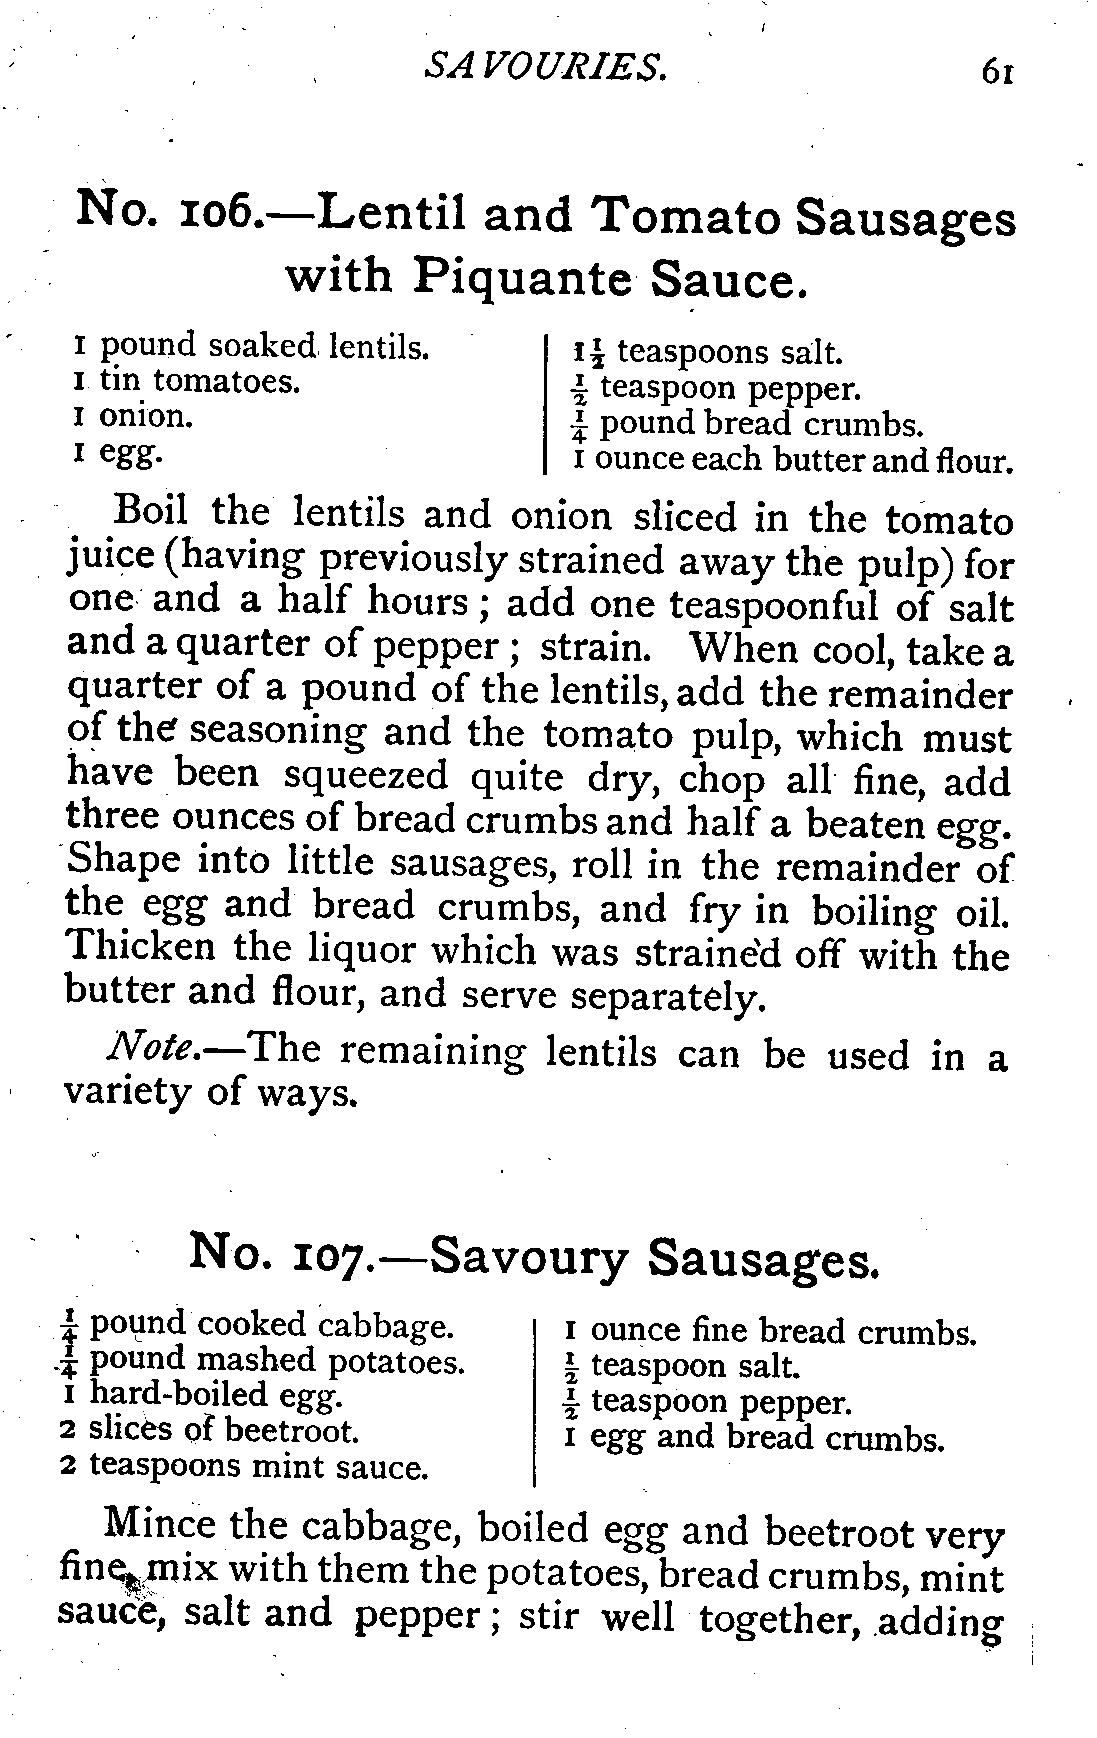 SAVOURIES. 61
No. 106.—Lentil and Tomato Sausages
with Piquante Sauce.
1 pound soaked lentils.
1 tin tomatoes.
1 onion.
1 egg.
1½ teaspoons salt.
½ teaspoon pepper.
¼ pound bread crumbs.
1 ounce each butter and flour.
Boil the lentils and onion sliced in the tomato
juice (having previously strained away the pulp) for
one and a half hours; add one teaspoonful of salt
and a quarter of pepper; strain. When cool, take a
quarter of a pound of the lentils, add the remainder
of the seasoning and the tomato pulp, which must
have been squeezed quite dry, chop all fine, add
three ounces of bread crumbs and half a beaten egg.
Shape into little sausages, roll in the remainder of
the egg and bread crumbs, and fry in boiling oil.
Thicken the liquor which was strained off with the
butter and flour, and serve separately.
Note.—The remaining lentils can be used in a
variety of ways.
No. 107.—Savoury Sausages.
¼ pound cooked cabbage.
¼ pound mashed potatoes.
1 hard-boiled egg.
2 slices of beetroot.
2 teaspoons mint sauce.
1 ounce fine bread crumbs.
½ teaspoon salt.
½ teaspoon pepper.
1 egg and bread crumbs.
Mince the cabbage, boiled egg and beetroot very
fine, mix with them the potatoes, bread crumbs, mint
sauce, salt and pepper; stir well together, adding